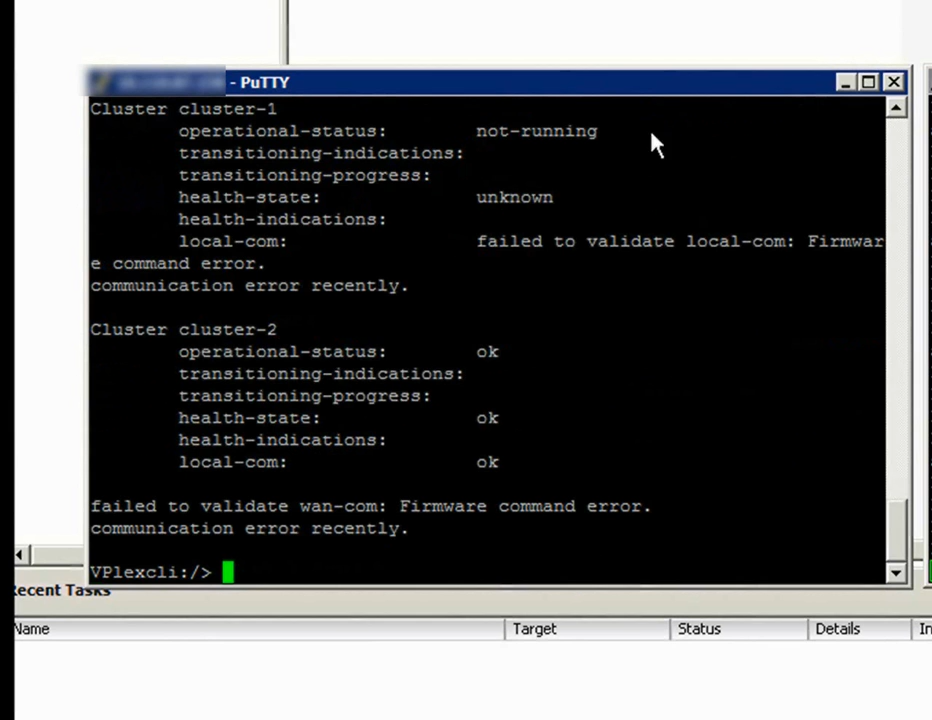 - PuTTY
Cluster cluster-1
operational-status: not-running
transitioning-indications:
transitioning-progress:
health-state: unknown
health-indications:
local-com: failed to validate local-com: Firmwar
e command error.
communication error recently.
Cluster cluster-2
operational-status: ok
transitioning-indications:
transitioning-progress:
health-state: ok
health-indications:
local-com: ok
failed to validate wan-com: Firmware command error.
communication error recently.
VPlexcli:/>
ecent Tasks
Name Target Status Details In